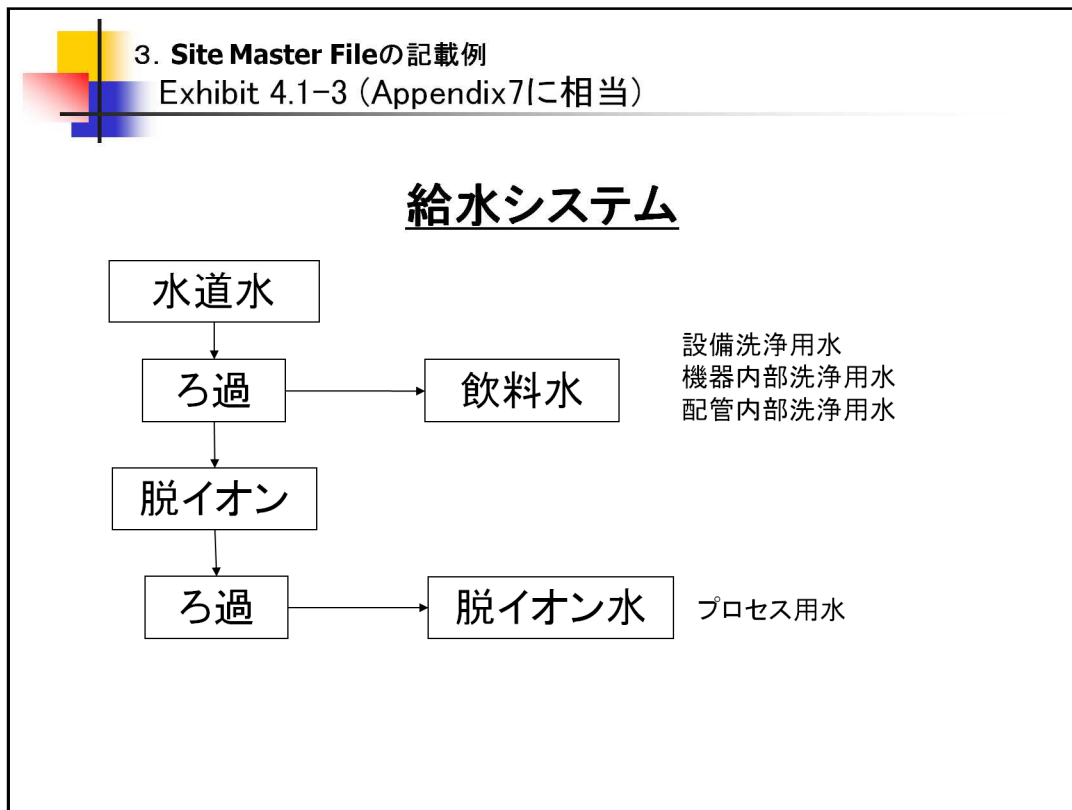 ３．Site Master Fileの記載例
Exhibit 4.1-3 (Appendix7に相当)
給水システム
水道水
設備洗浄用水
ろ過
飲料水
機器内部洗浄用水
配管内部洗浄用水
脱イオン
ろ過
脱イオン水
プロセス用水